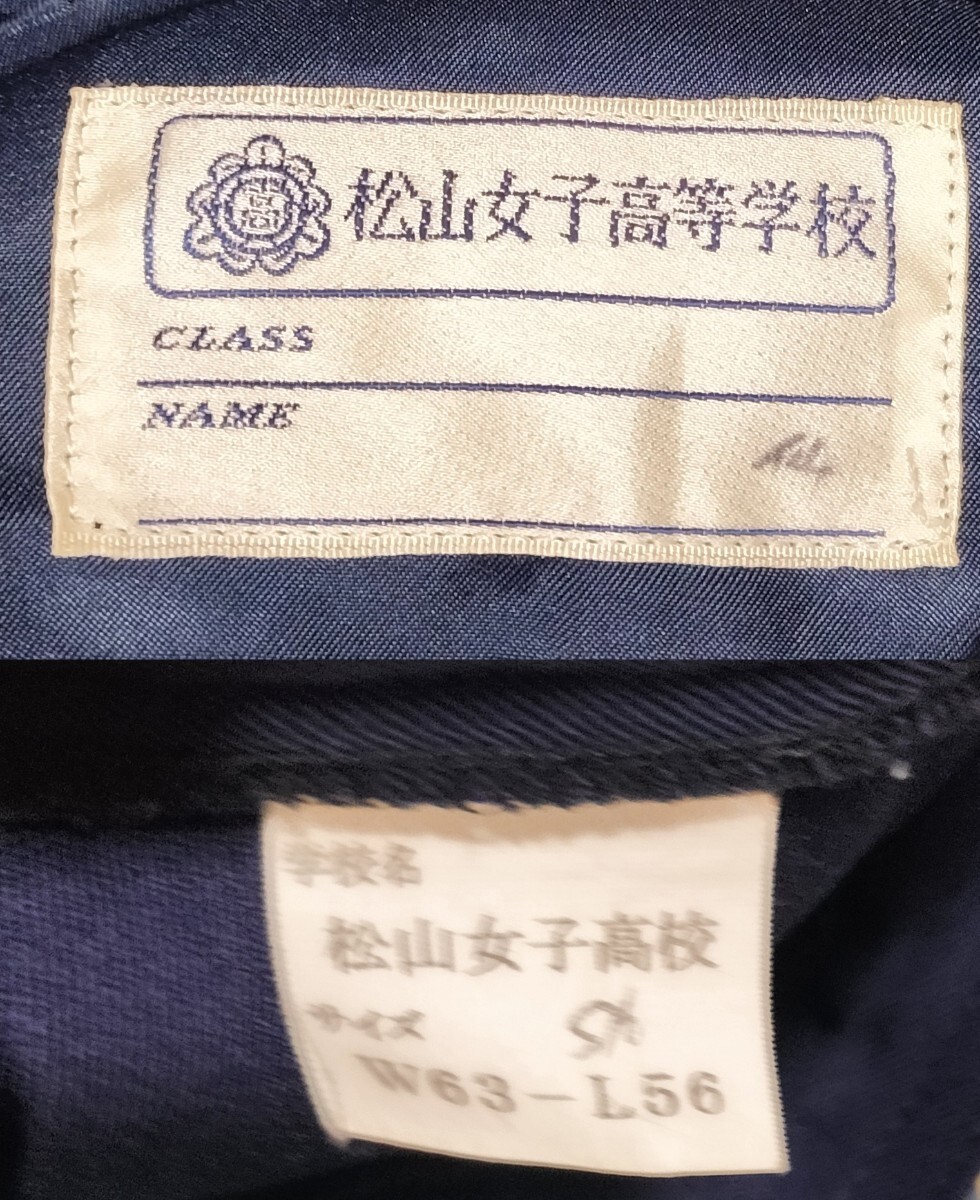 高
松山女子高等学校
CLASS
NAME
学校名
松山女子高校
サイズ
W63-L56